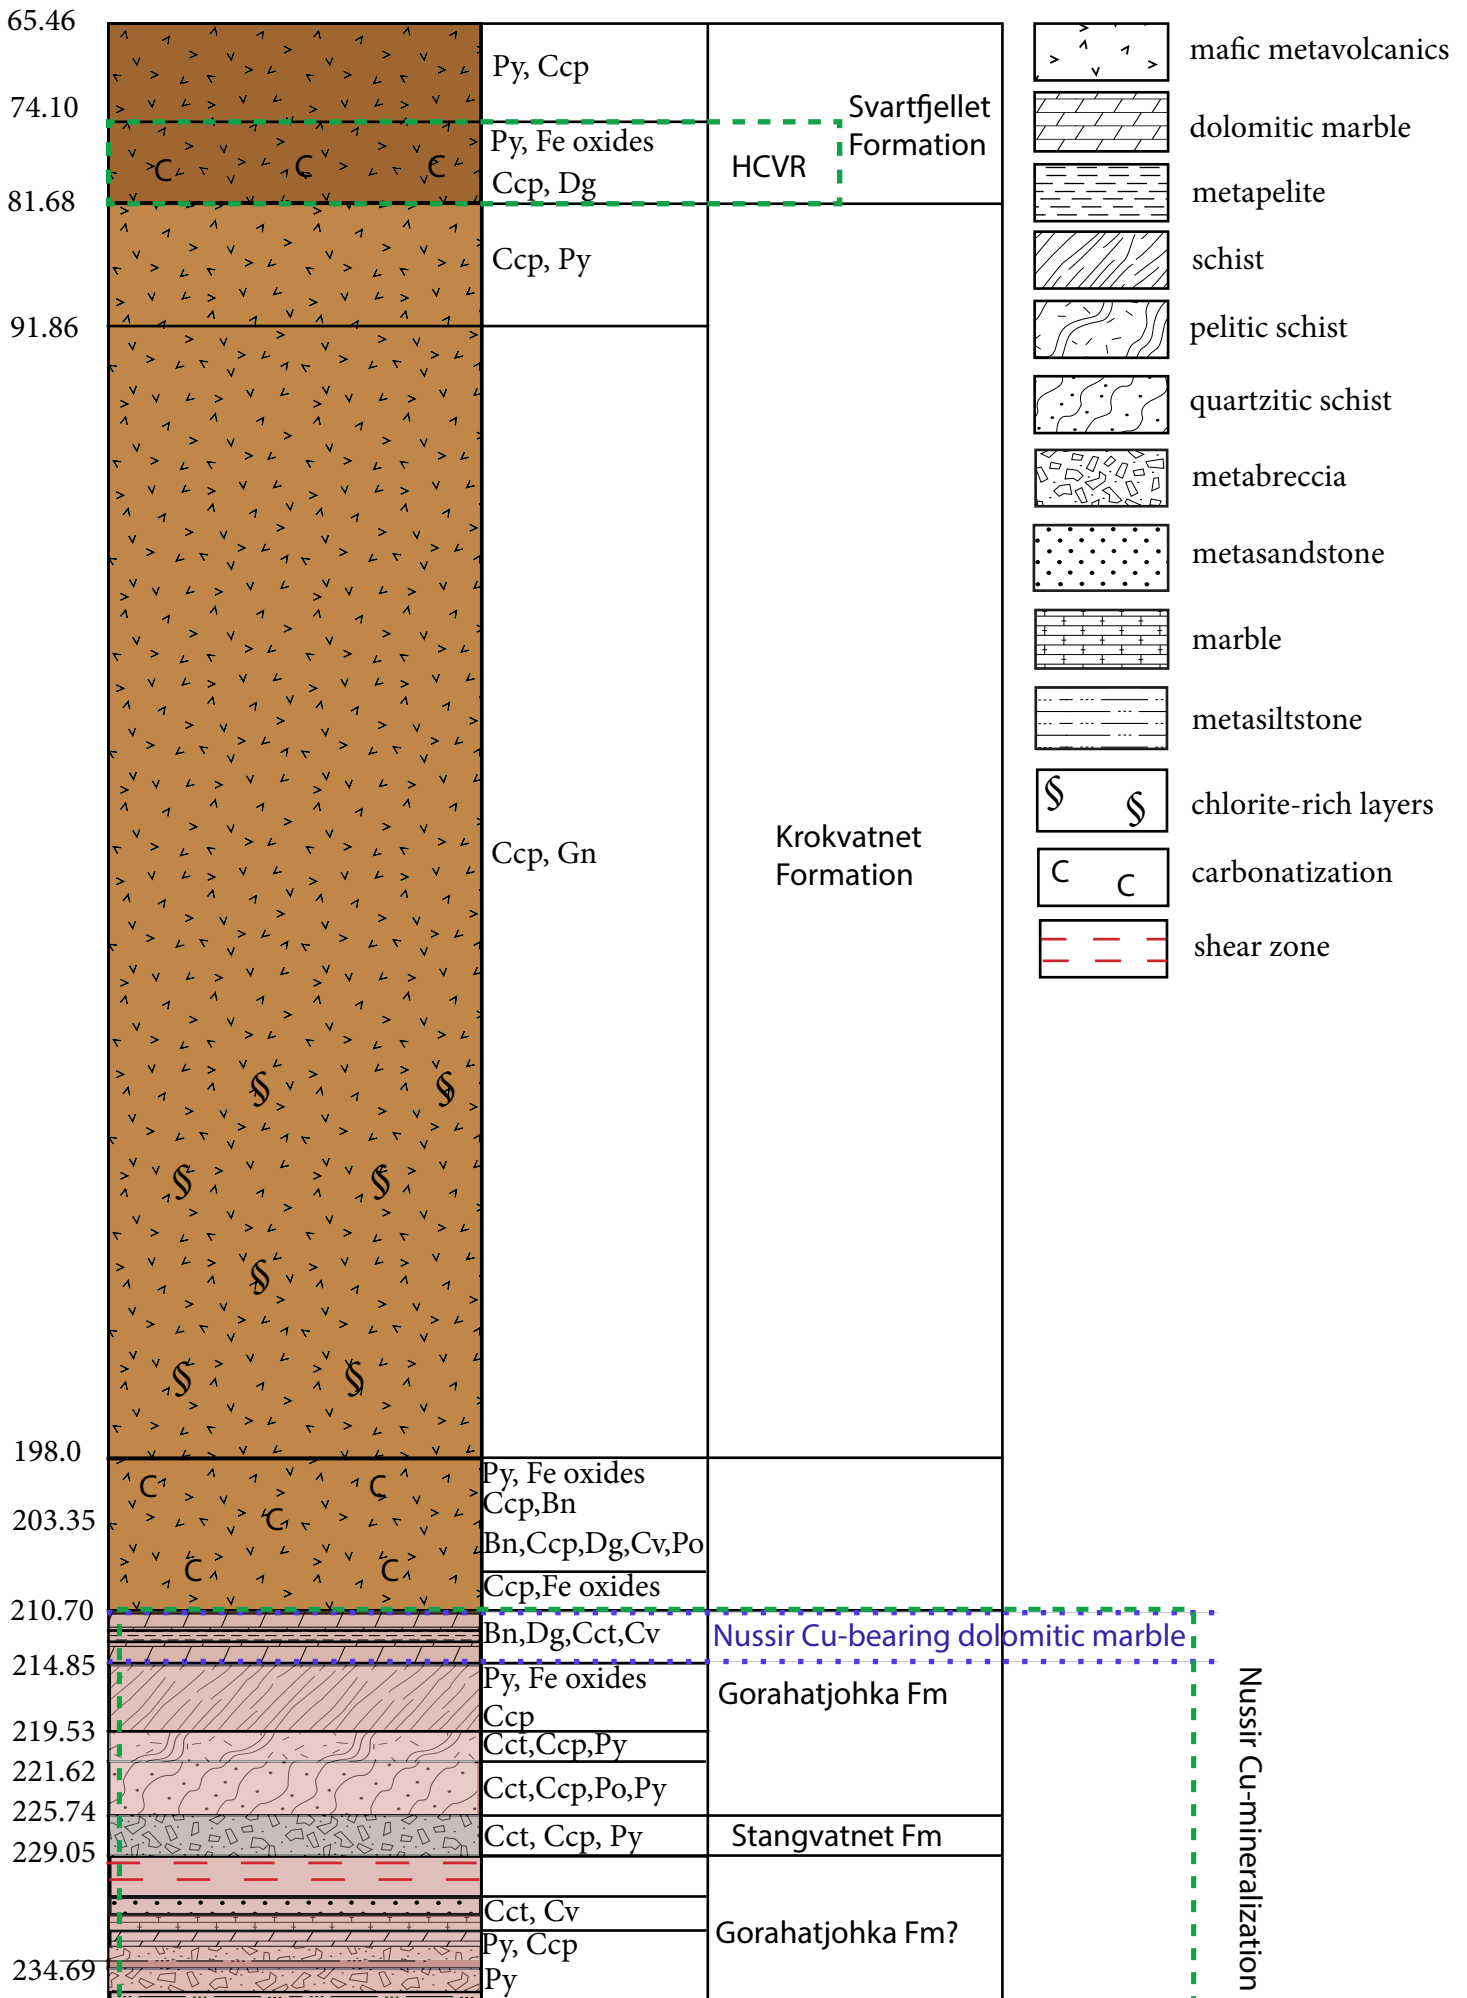 65.46
74.10
81.68
91.86
198.0
203.35
210.70
214.85
219.53
221.62
225.74
229.05
234.69
C C C
§ §
§ §
§
§ §
C C
C
C C
Py, Ccp
Py, Fe oxides
Ccp, Dg
Ccp, Py
Ccp, Gn
Py, Fe oxides
Ccp,Bn
Bn,Ccp,Dg,Cv,Po
Ccp,Fe oxides
Bn,Dg,Cct,Cv
Py, Fe oxides
Ccp
Cct,Ccp,Py
Cct,Ccp,Po,Py
Cct, Ccp, Py
Cct, Cv
Py, Ccp
Py
HCVR
Svartfjellet
Formation
Krokvatnet
Formation
Nussir Cu-bearing dolomitic marble
Gorahatjohka Fm
Stangvatnet Fm
Gorahatjohka Fm?
Nussir Cu-mineralization
mafic metavolcanics
dolomitic marble
metapelite
schist
pelitic schist
quartzitic schist
metabreccia
metasandstone
marble
metasiltstone
§ § chlorite-rich layers
C C carbonatization
shear zone